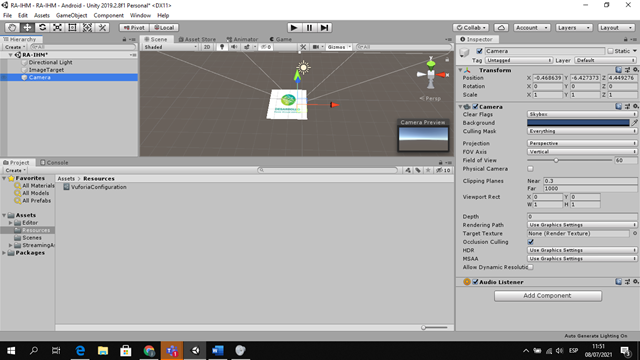 RA-IHM - RA-IHM - Android - Unity 2019.2.8f1 Personal* <DX11>
File Edit Assets GameObject Component Window Help
Pivot Local Collab Account Layers Layout
Hierarchy
Create All
RA-IHM*
Directional Light
ImageTarget
Camera
Scene Asset Store Animator Game
Shaded 2D 0 Gizmos All
Persp
Camera Preview
Inspector
Camera Static
Tag Untagged Layer Default
Transform
Position X -0.468639 Y -6.427373 Z 4.449276
Rotation X 0 Y 0 Z 0
Scale X 1 Y 1 Z 1
Camera
Clear Flags Skybox
Background
Culling Mask Everything
Projection Perspective
FOV Axis Vertical
Field of View 60
Physical Camera
Clipping Planes Near 0.3
Far 1000
Viewport Rect X 0 Y 0
W 1 H 1
Depth 0
Rendering Path Use Graphics Settings
Target Texture None (Render Texture)
Occlusion Culling
HDR Use Graphics Settings
MSAA Use Graphics Settings
Allow Dynamic Resolutio
Audio Listener
Add Component
Project Console
Create 10
Favorites
All Materials
All Models
All Prefabs
Assets
Editor
Resources
Scenes
StreamingAs
Packages
Assets Resources
VuforiaConfiguration
Auto Generate Lighting On
ESP
11:51
08/07/2021